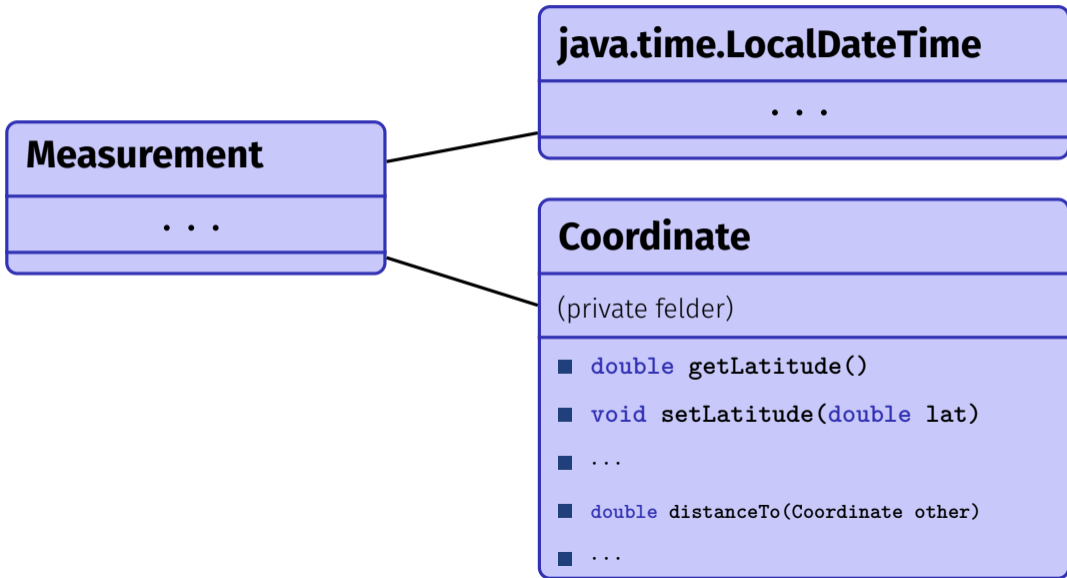 java.time.LocalDateTime
...
Measurement
...
Coordinate
(private felder)
double getLatitude()
void setLatitude(double lat)
...
double distanceTo(Coordinate other)
...